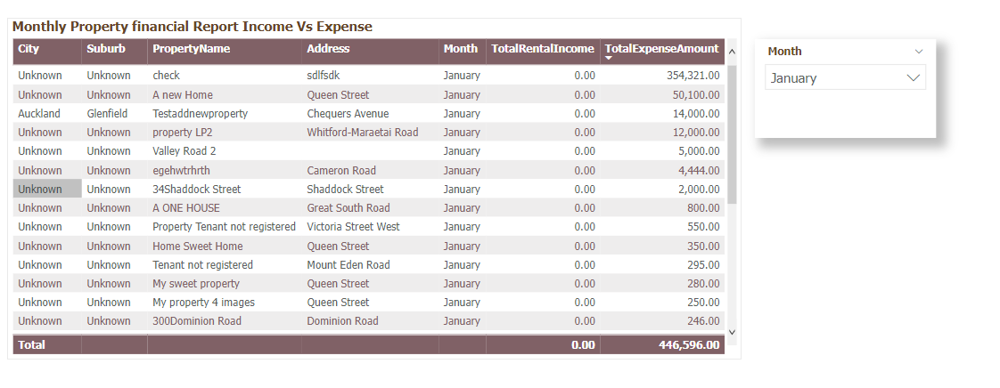 Monthly Property financial Report Income Vs Expense
City Suburb PropertyName Address Month TotalRentalIncome TotalExpenseAmount
Unknown Unknown check sdlfsdk January 0.00 354,321.00
Unknown Unknown A new Home Queen Street January 0.00 50,100.00
Auckland Glenfield Testaddnewproperty Chequers Avenue January 0.00 14,000.00
Unknown Unknown property LP2 Whitford-Maraetai Road January 0.00 12,000.00
Unknown Unknown Valley Road 2 January 0.00 5,000.00
Unknown Unknown egehwtrhrth Cameron Road January 0.00 4,444.00
Unknown Unknown 34Shaddock Street Shaddock Street January 0.00 2,000.00
Unknown Unknown A ONE HOUSE Great South Road January 0.00 800.00
Unknown Unknown Property Tenant not registered Victoria Street West January 0.00 550.00
Unknown Unknown Home Sweet Home Queen Street January 0.00 350.00
Unknown Unknown Tenant not registered Mount Eden Road January 0.00 295.00
Unknown Unknown My sweet property Queen Street January 0.00 280.00
Unknown Unknown My property 4 images Queen Street January 0.00 250.00
Unknown Unknown 300Dominion Road Dominion Road January 0.00 246.00
Total 0.00 446,596.00
Month
January